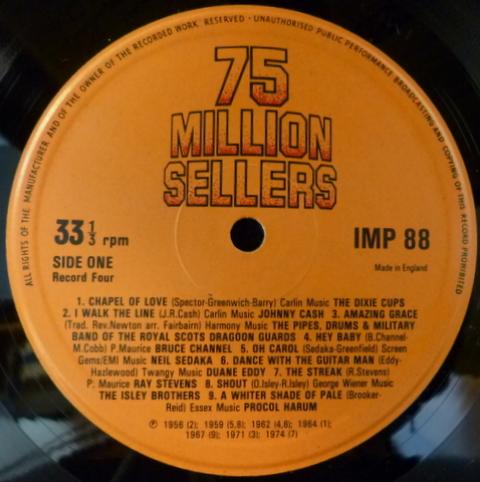 ALL RIGHTS OF THE MANUFACTURER AND OF THE OWNER OF THE RECORDED WORK RESERVED · UNAUTHORISED PUBLIC PERFORMANCE BROADCASTING AND COPYING OF THIS RECORD PROHIBITED
75
MILLION
SELLERS
33 1/3 rpm
IMP 88
SIDE ONE
Record Four
Made in England
1. CHAPEL OF LOVE (Spector-Greenwich-Barry) Carlin Music THE DIXIE CUPS
2. I WALK THE LINE (J.R.Cash) Carlin Music JOHNNY CASH 3. AMAZING GRACE
(Trad. Rev.Newton arr. Fairbairn) Harmony Music THE PIPES, DRUMS & MILITARY
BAND OF THE ROYAL SCOTS DRAGOON GUARDS 4. HEY BABY (B.Channel-
M.Cobb) P.Maurice BRUCE CHANNEL 5. OH CAROL (Sedaka-Greenfield) Screen
Gems/EMI Music NEIL SEDAKA 6. DANCE WITH THE GUITAR MAN (Eddy-
Hazlewood) Twangy Music DUANE EDDY 7. THE STREAK (R.Stevens)
P. Maurice RAY STEVENS 8. SHOUT (O.Isley-R.Isley) George Wiener Music
THE ISLEY BROTHERS 9. A WHITER SHADE OF PALE (Brooker-
Reid) Essex Music PROCOL HARUM
℗ 1956 (2); 1959 (5,8); 1962 (4,6); 1964 (1);
1967 (9); 1971 (3); 1974 (7)